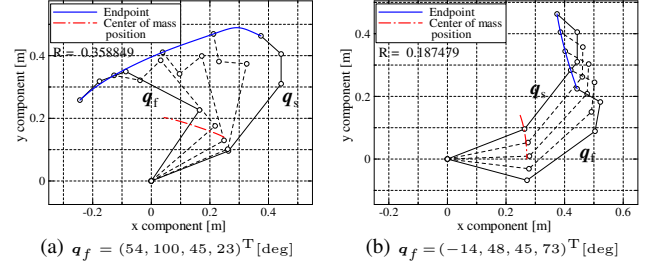 Endpoint
Center of mass
position
R = 0.358849
q_f
q_s
0.4
0.2
0
-0.2
0
0.2
0.4
y component [m]
x component [m]
(a) q_f = (54, 100, 45, 23)^T[deg]
Endpoint
Center of mass
position
R = 0.187479
q_s
q_f
0.4
0.2
0
0
0.2
0.4
0.6
y component [m]
x component [m]
(b) q_f = (−14, 48, 45, 73)^T[deg]